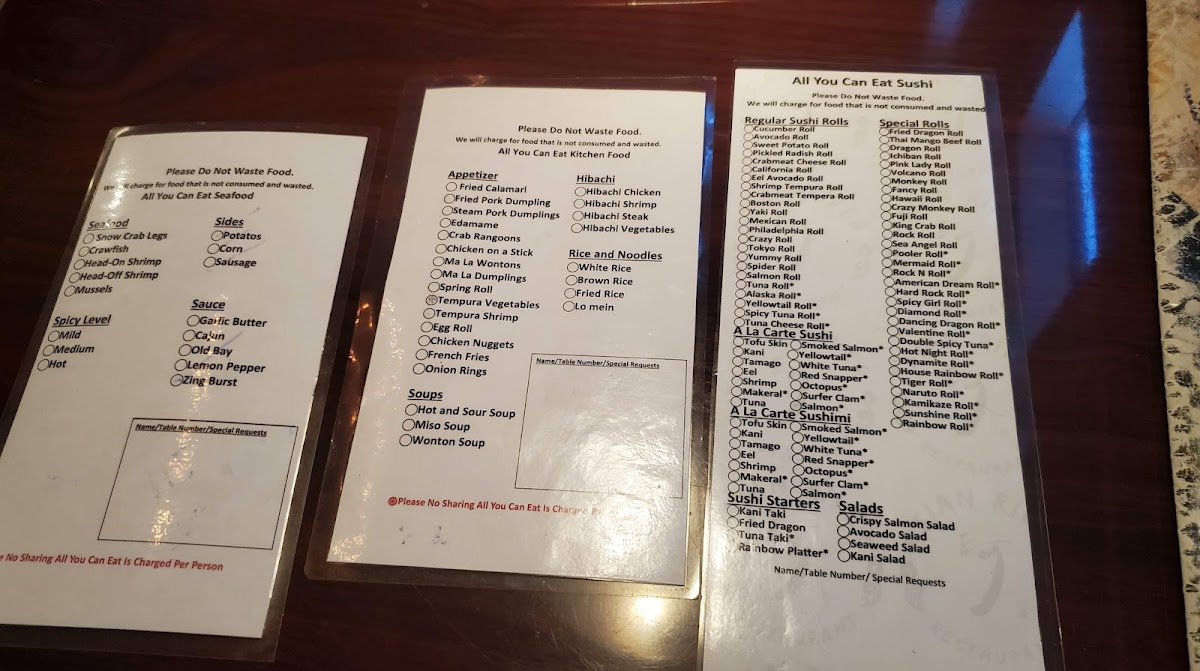 Please Do Not Waste Food.
We will charge for food that is not consumed and wasted.
All You Can Eat Seafood
Seafood
Snow Crab Legs
Crawfish
Head-On Shrimp
Head-Off Shrimp
Mussels
Spicy Level
Mild
Medium
Hot
Sides
Potatos
Corn
Sausage
Sauce
Garlic Butter
Cajun
Old Bay
Lemon Pepper
Zing Burst
Name/Table Number/Special Requests
No Sharing All You Can Eat Is Charged Per Person
Please Do Not Waste Food.
We will charge for food that is not consumed and wasted.
All You Can Eat Kitchen Food
Appetizer
Fried Calamari
Fried Pork Dumpling
Steam Pork Dumplings
Edamame
Crab Rangoons
Chicken on a Stick
Ma La Wontons
Ma La Dumplings
Spring Roll
Tempura Vegetables
Tempura Shrimp
Egg Roll
Chicken Nuggets
French Fries
Onion Rings
Soups
Hot and Sour Soup
Miso Soup
Wonton Soup
Hibachi
Hibachi Chicken
Hibachi Shrimp
Hibachi Steak
Hibachi Vegetables
Rice and Noodles
White Rice
Brown Rice
Fried Rice
Lo mein
Name/Table Number/Special Requests
Please No Sharing All You Can Eat Is Charged
All You Can Eat Sushi
Please Do Not Waste Food.
We will charge for food that is not consumed and wasted
Regular Sushi Rolls
Cucumber Roll
Avocado Roll
Sweet Potato Roll
Pickled Radish Roll
Crabmeat Cheese Roll
California Roll
Eel Avocado Roll
Shrimp Tempura Roll
Crabmeat Tempera Roll
Boston Roll
Yaki Roll
Mexican Roll
Philadelphia Roll
Crazy Roll
Tokyo Roll
Yummy Roll
Spider Roll
Salmon Roll
Tuna Roll*
Alaska Roll*
Yellowtail Roll*
Spicy Tuna Roll*
Tuna Cheese Roll*
Special Rolls
Fried Dragon Roll
Thai Mango Beef Roll
Dragon Roll
Ichiban Roll
Pink Lady Roll
Volcano Roll
Monkey Roll
Fancy Roll
Hawaii Roll
Crazy Monkey Roll
Fuji Roll
King Crab Roll
Rock Roll
Sea Angel Roll
Pooler Roll*
Mermaid Roll*
Rock N Roll*
American Dream Roll*
Hard Rock Roll*
Spicy Girl Roll*
Diamond Roll*
Dancing Dragon Roll*
Valentine Roll*
Double Spicy Tuna*
Hot Night Roll*
Dynamite Roll*
House Rainbow Roll*
Tiger Roll*
Naruto Roll*
Kamikaze Roll*
Sunshine Roll*
Rainbow Roll*
A La Carte Sushi
Tofu Skin
Kani
Tamago
Eel
Shrimp
Makeral*
Tuna
Smoked Salmon*
Yellowtail*
White Tuna*
Red Snapper*
Octopus*
Surfer Clam*
Salmon*
A La Carte Sushimi
Tofu Skin
Kani
Tamago
Eel
Shrimp
Makeral*
Tuna
Smoked Salmon*
Yellowtail*
White Tuna*
Red Snapper*
Octopus*
Surfer Clam*
Salmon*
Sushi Starters
Kani Taki
Fried Dragon
Tuna Taki*
Rainbow Platter*
Salads
Crispy Salmon Salad
Avocado Salad
Seaweed Salad
Kani Salad
Name/Table Number/ Special Requests